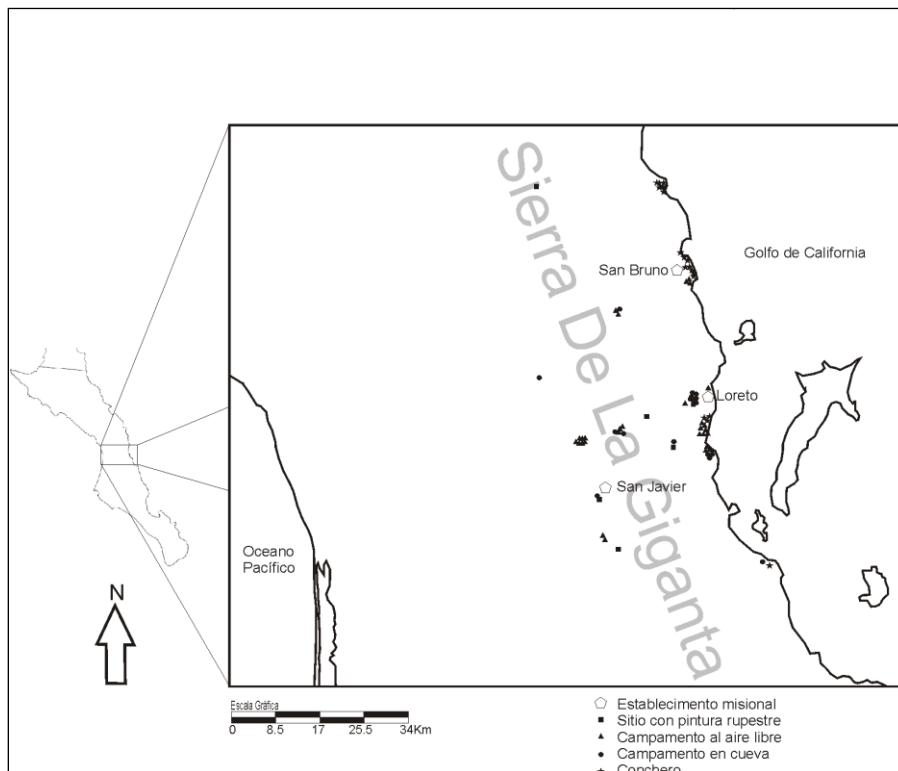 Sierra De La Giganta
Golfo de California
San Bruno
Loreto
San Javier
Oceano
Pacífico
N
Escala Gráfica
0 8.5 17 25.5 34Km
Establecimento misional
Sitio con pintura rupestre
Campamento al aire libre
Campamento en cueva
Conchero